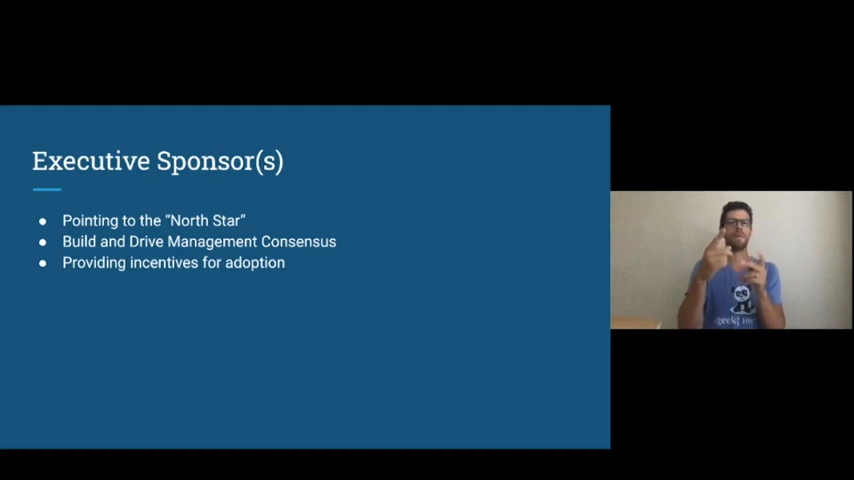 Executive Sponsor(s)
● Pointing to the “North Star”
● Build and Drive Management Consensus
● Providing incentives for adoption